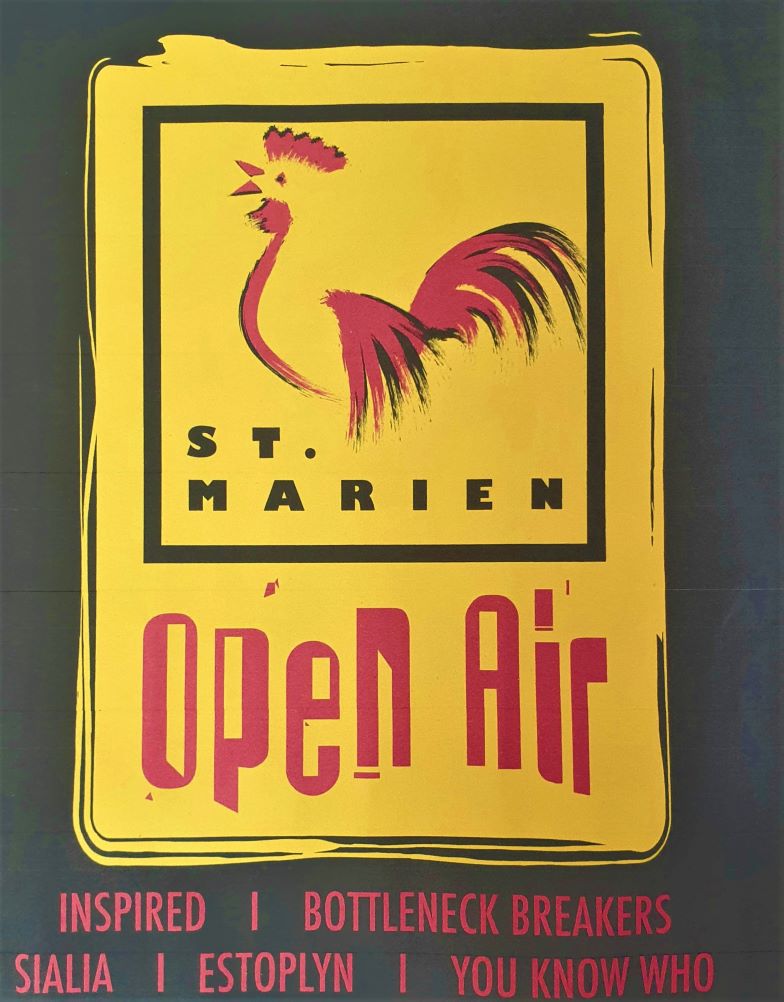 ST.
MARIEN
Open Air
INSPIRED I BOTTLENECK BREAKERS
SIALIA I ESTOPLYN I YOU KNOW WHO